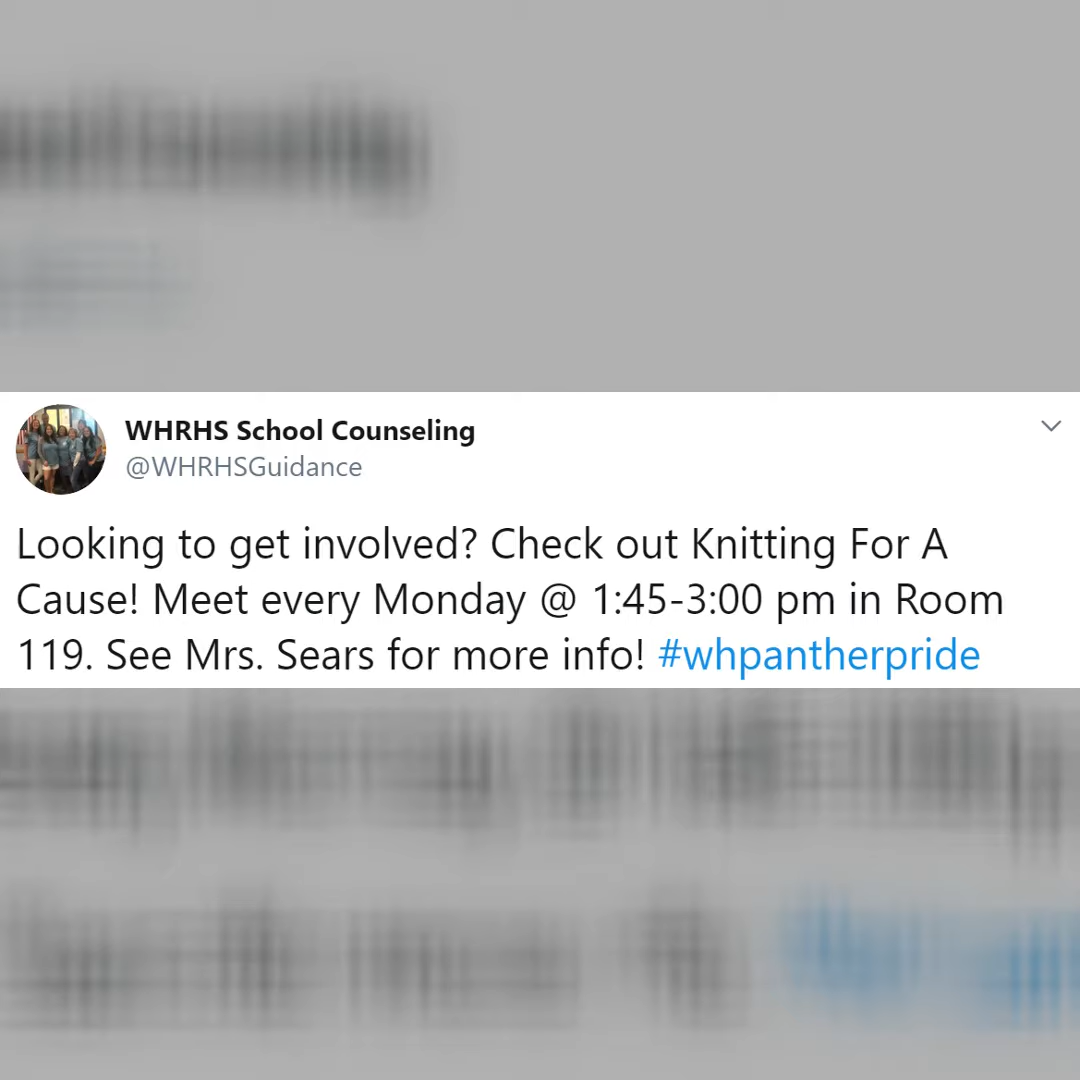 WHRHS School Counseling
@WHRHSGuidance
Looking to get involved? Check out Knitting For A
Cause! Meet every Monday @ 1:45-3:00 pm in Room
119. See Mrs. Sears for more info! #whpantherpride